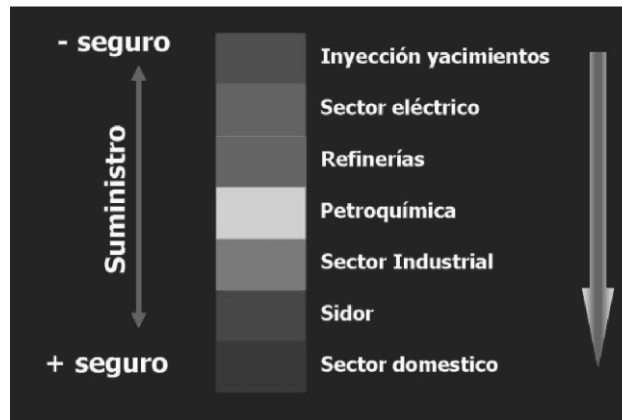 - seguro
Suministro
+ seguro
Inyección yacimientos
Sector eléctrico
Refinerías
Petroquímica
Sector Industrial
Sidor
Sector domestico